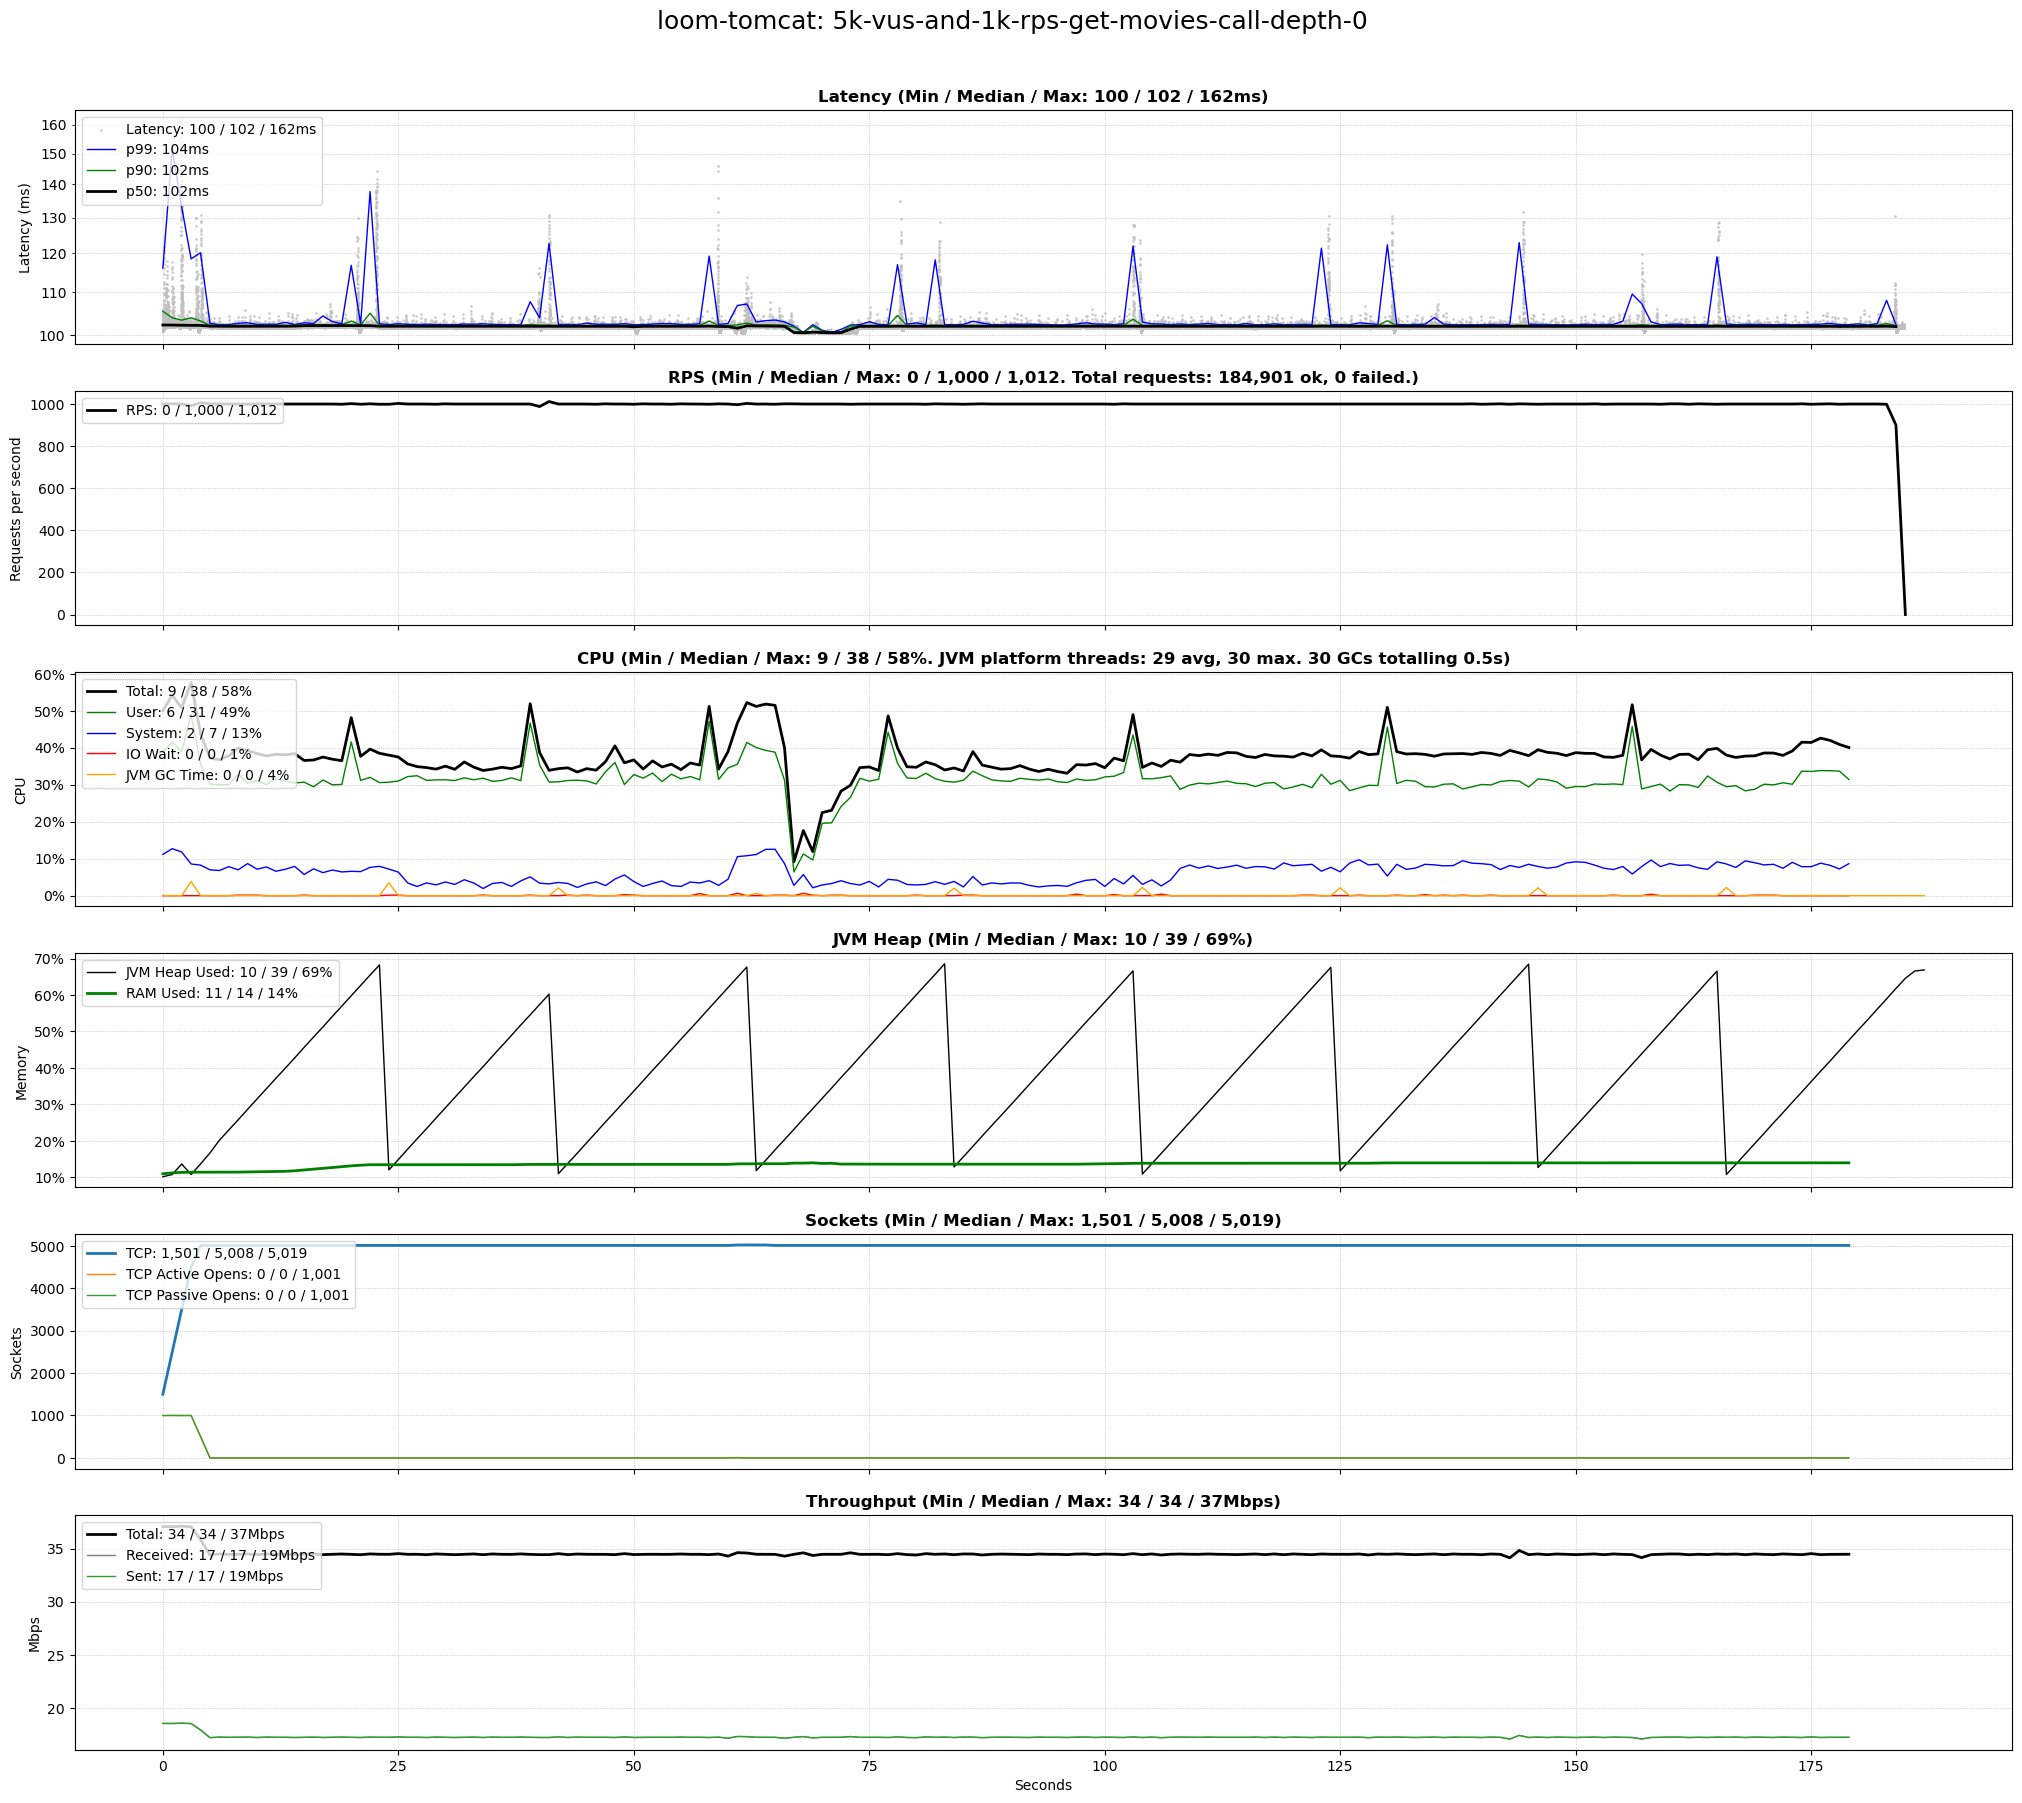 loom-tomcat: 5k-vus-and-1k-rps-get-movies-call-depth-0
Latency (Min / Median / Max: 100 / 102 / 162ms)
Latency (ms)
160
150
140
130
120
110
100
Latency: 100 / 102 / 162ms
p99: 104ms
p90: 102ms
p50: 102ms
RPS (Min / Median / Max: 0 / 1,000 / 1,012. Total requests: 184,901 ok, 0 failed.)
Requests per second
1000
800
600
400
200
0
RPS: 0 / 1,000 / 1,012
CPU (Min / Median / Max: 9 / 38 / 58%. JVM platform threads: 29 avg, 30 max. 30 GCs totalling 0.5s)
CPU
60%
50%
40%
30%
20%
10%
0%
Total: 9 / 38 / 58%
User: 6 / 31 / 49%
System: 2 / 7 / 13%
IO Wait: 0 / 0 / 1%
JVM GC Time: 0 / 0 / 4%
JVM Heap (Min / Median / Max: 10 / 39 / 69%)
Memory
70%
60%
50%
40%
30%
20%
10%
JVM Heap Used: 10 / 39 / 69%
RAM Used: 11 / 14 / 14%
Sockets (Min / Median / Max: 1,501 / 5,008 / 5,019)
Sockets
5000
4000
3000
2000
1000
0
TCP: 1,501 / 5,008 / 5,019
TCP Active Opens: 0 / 0 / 1,001
TCP Passive Opens: 0 / 0 / 1,001
Throughput (Min / Median / Max: 34 / 34 / 37Mbps)
Mbps
35
30
25
20
Total: 34 / 34 / 37Mbps
Received: 17 / 17 / 19Mbps
Sent: 17 / 17 / 19Mbps
0 25 50 75 100 125 150 175
Seconds